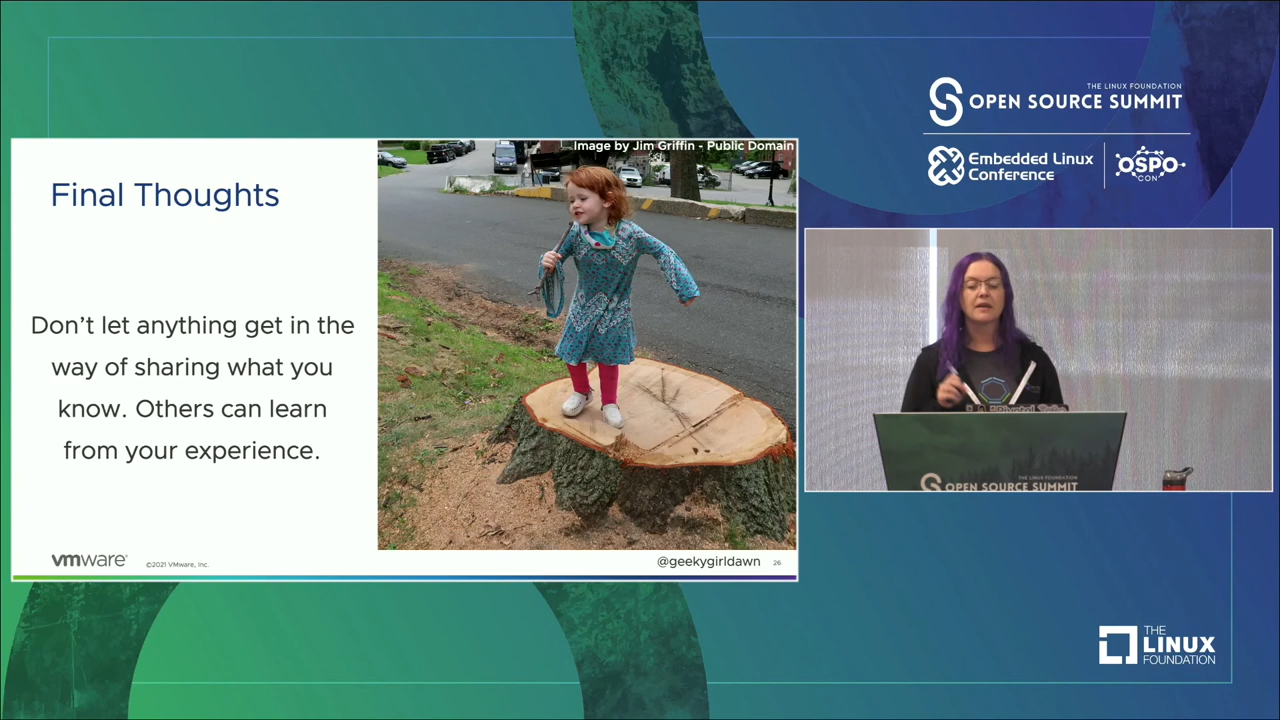 THE LINUX FOUNDATION
OPEN SOURCE SUMMIT
Embedded Linux
Conference
OSPO
CON
Image by Jim Griffin - Public Domain
Final Thoughts
Don’t let anything get in the
way of sharing what you
know. Others can learn
from your experience.
vmware®
©2021 VMware, Inc.
@geekygirldawn
26
THE LINUX FOUNDATION
OPEN SOURCE SUMMIT
THE
LINUX
FOUNDATION